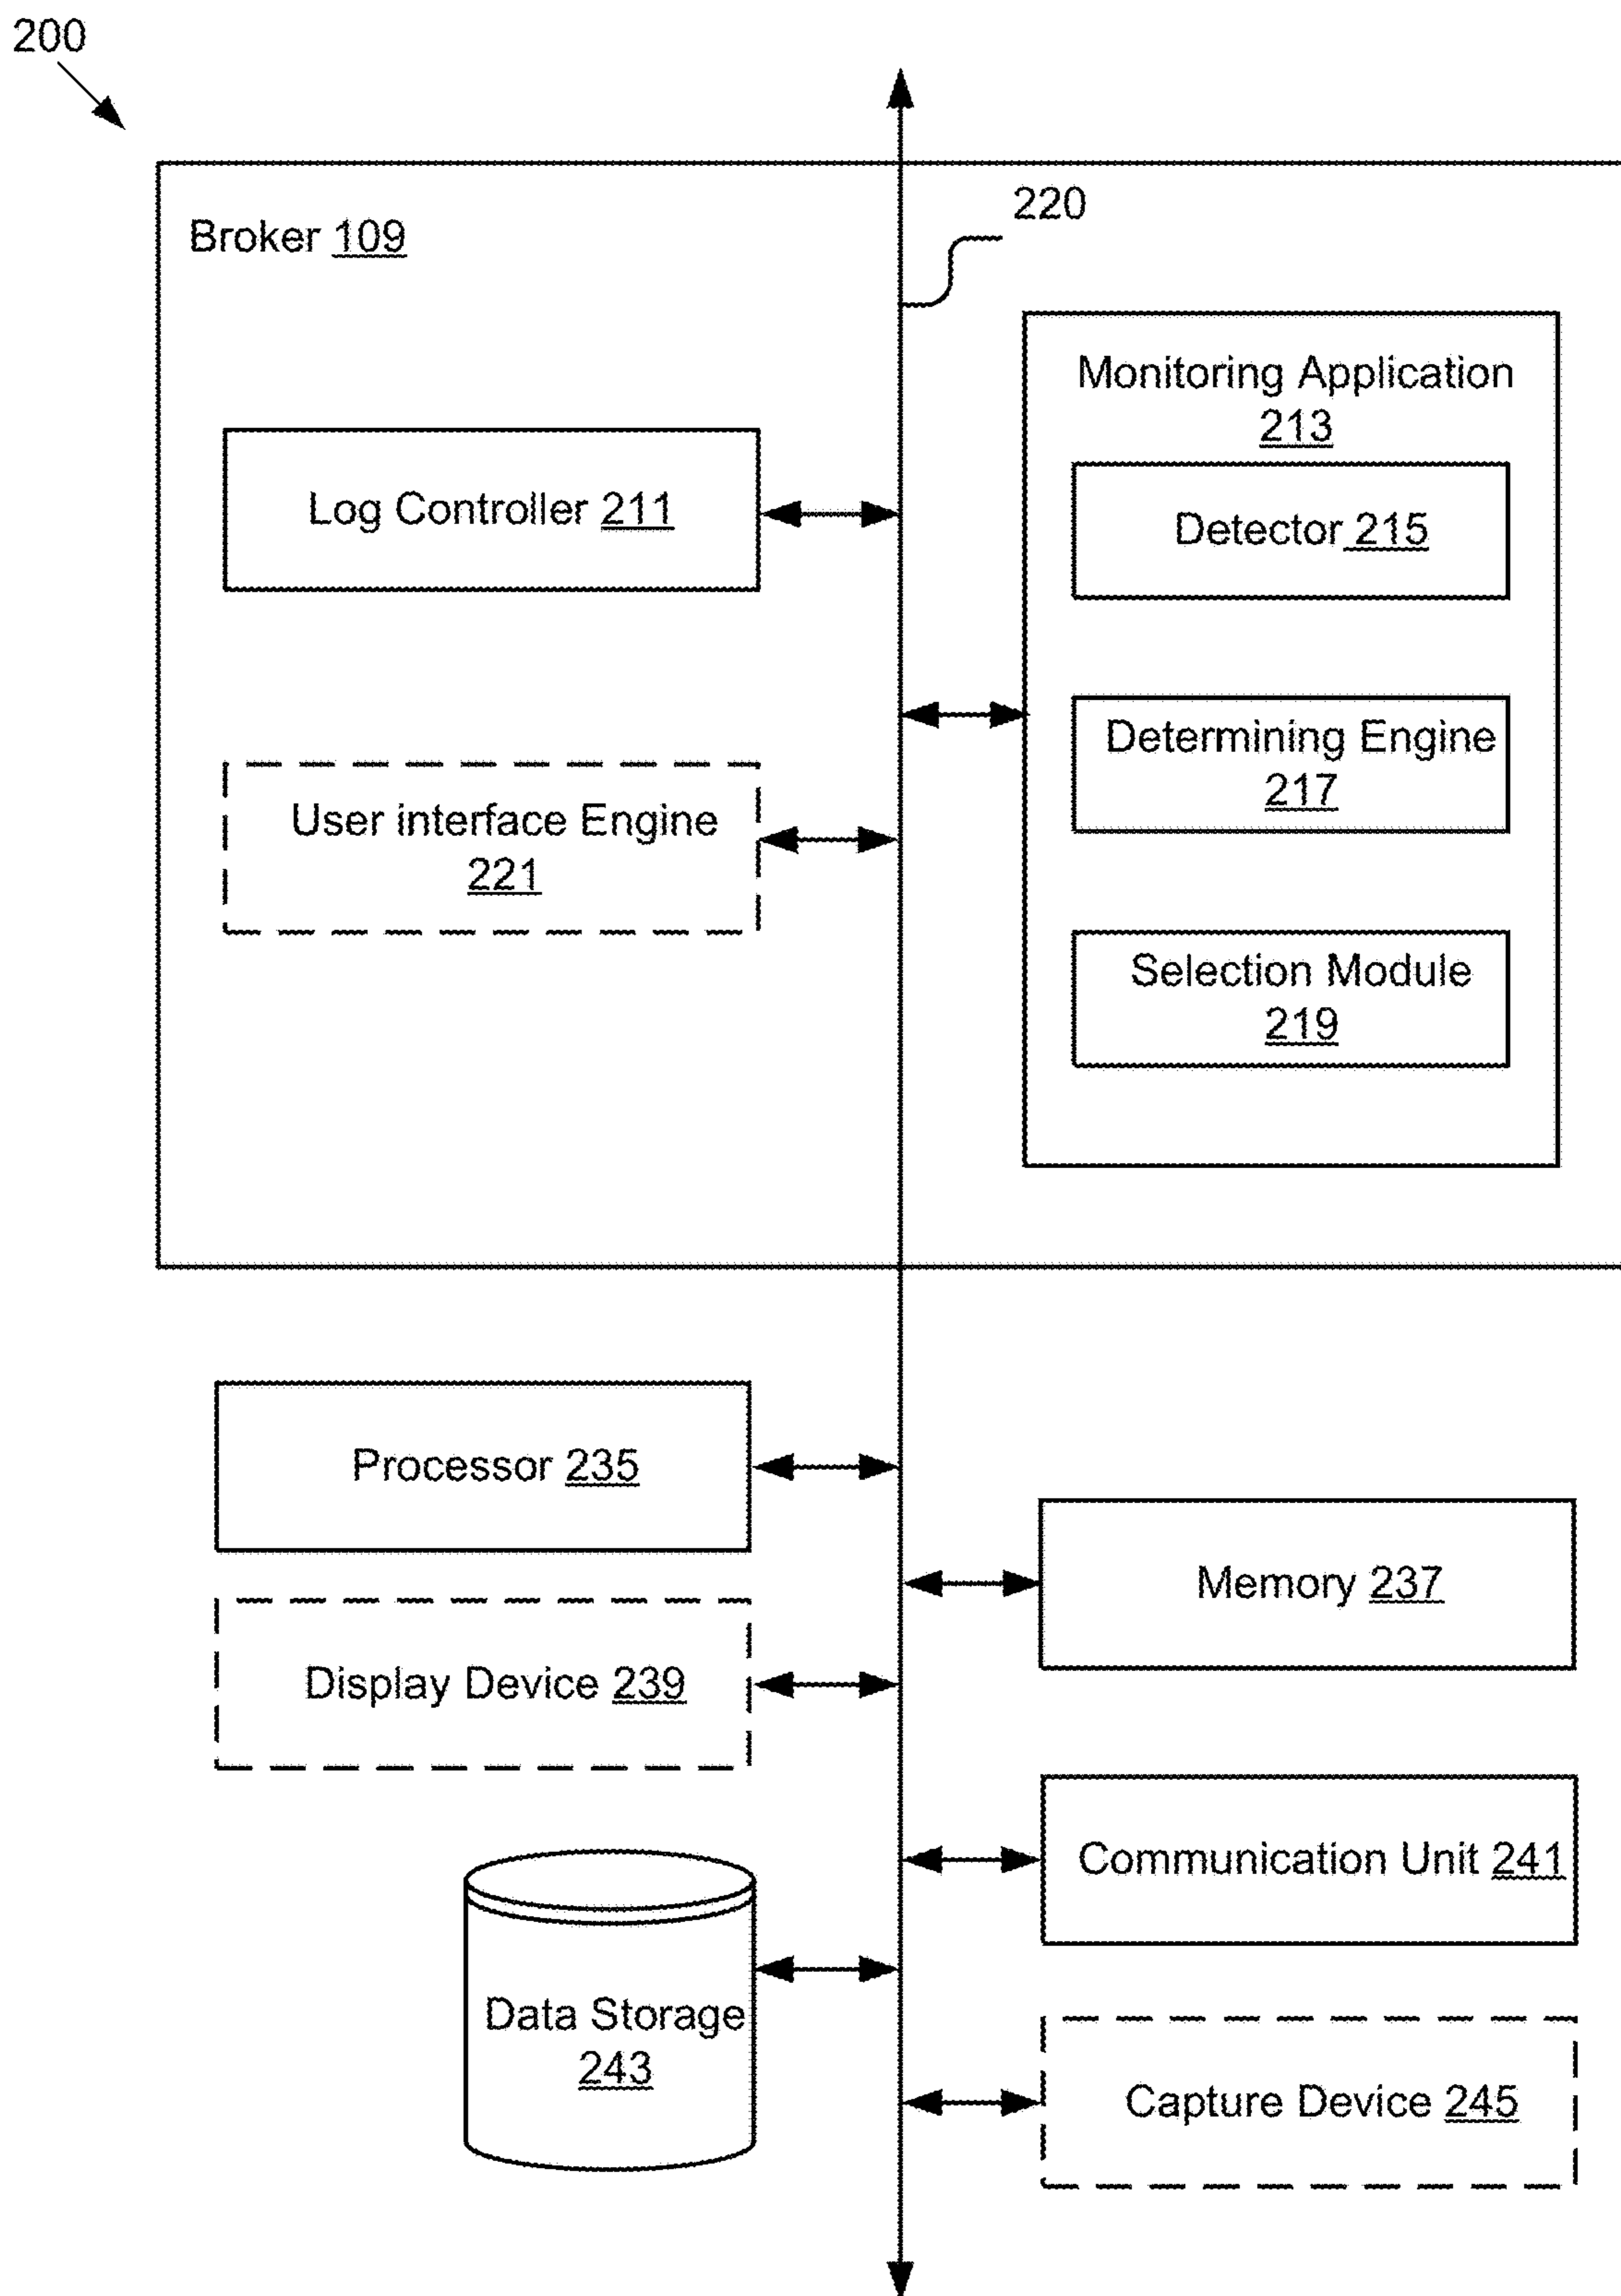 200
220
Broker 109
Monitoring Application
213
Log Controller 211
Detector 215
Determining Engine
217
User interface Engine
221
Selection Module
219
Processor 235
Memory 237
Display Device 239
Communication Unit 241
Data Storage
243
Capture Device 245